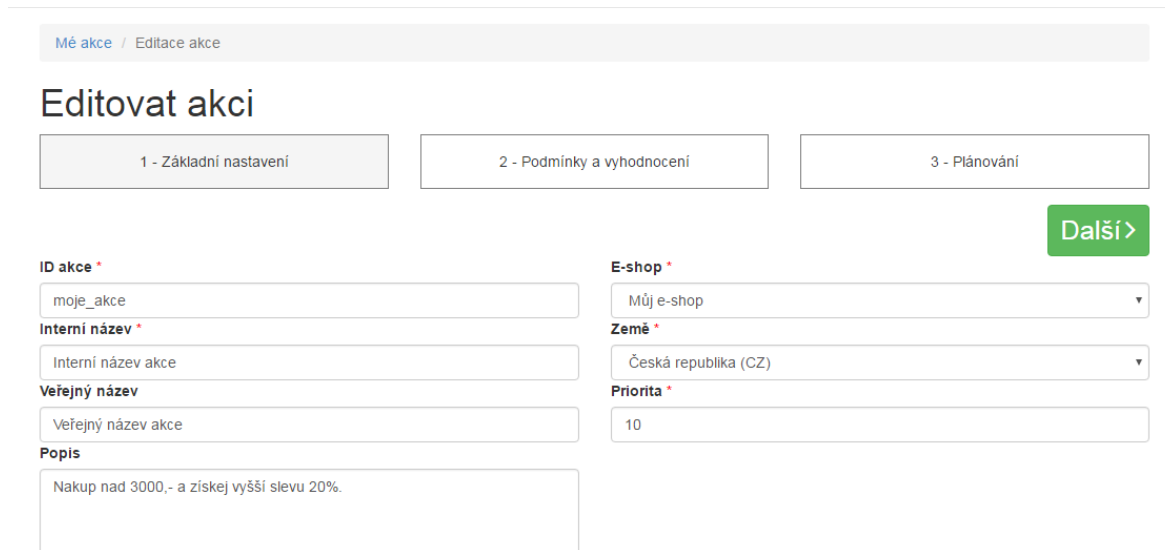 Mé akce / Editace akce
Editovat akci
1 - Základní nastavení
2 - Podmínky a vyhodnocení
3 - Plánování
Další>
ID akce *
moje_akce
E-shop *
Můj e-shop
Interní název *
Interní název akce
Země *
Česká republika (CZ)
Veřejný název
Veřejný název akce
Priorita *
10
Popis
Nakup nad 3000,- a získej vyšší slevu 20%.